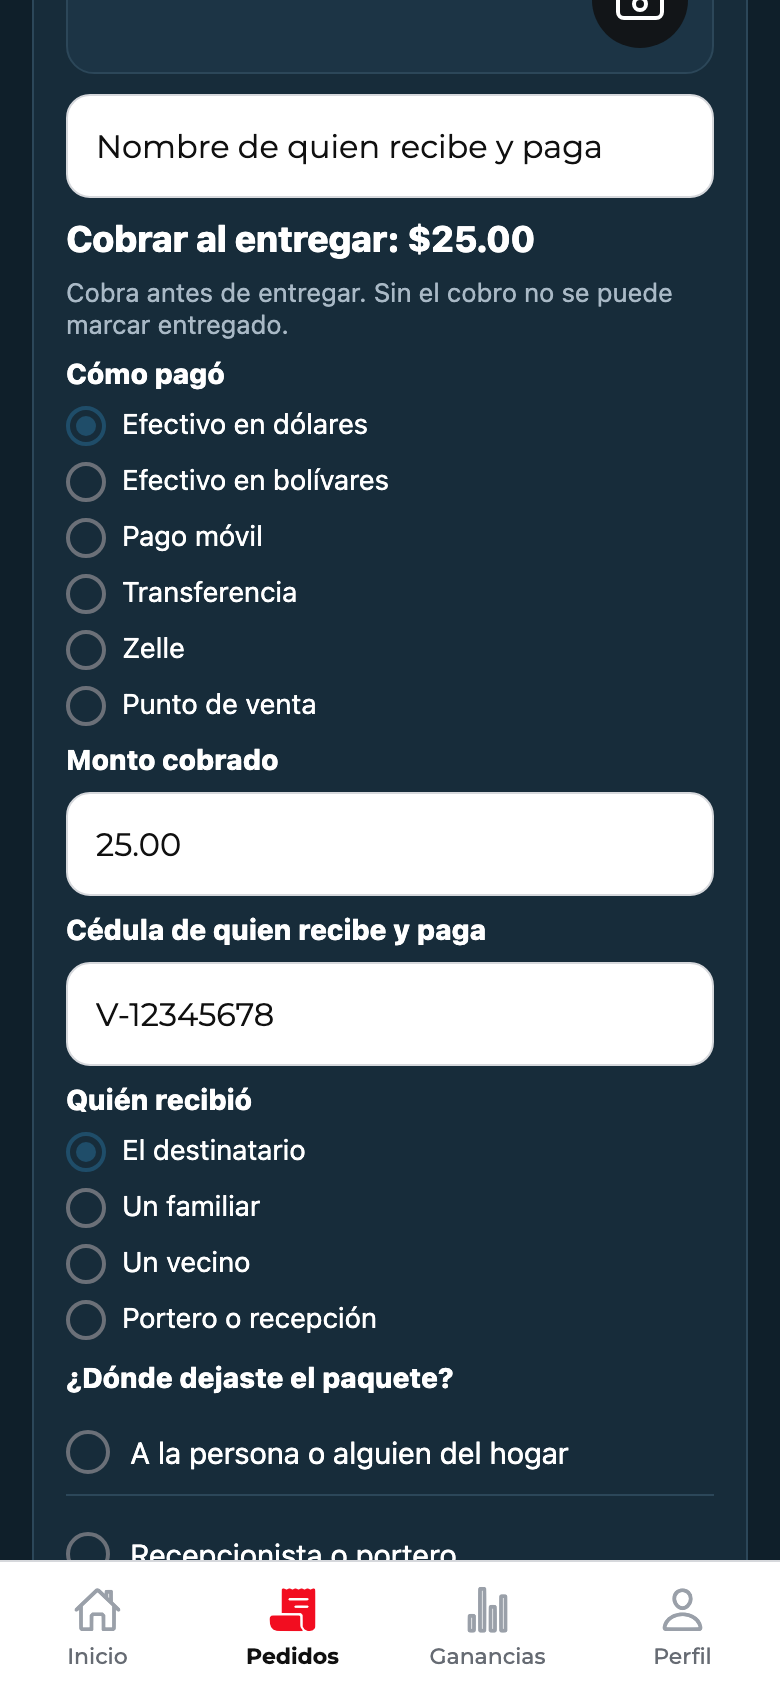 Nombre de quien recibe y paga
Cobrar al entregar: $25.00
Cobra antes de entregar. Sin el cobro no se puede
marcar entregado.
Cómo pagó
Efectivo en dólares
Efectivo en bolívares
Pago móvil
Transferencia
Zelle
Punto de venta
Monto cobrado
25.00
Cédula de quien recibe y paga
V-12345678
Quién recibió
El destinatario
Un familiar
Un vecino
Portero o recepción
¿Dónde dejaste el paquete?
A la persona o alguien del hogar
Recepcionista o portero
Inicio
Pedidos
Ganancias
Perfil